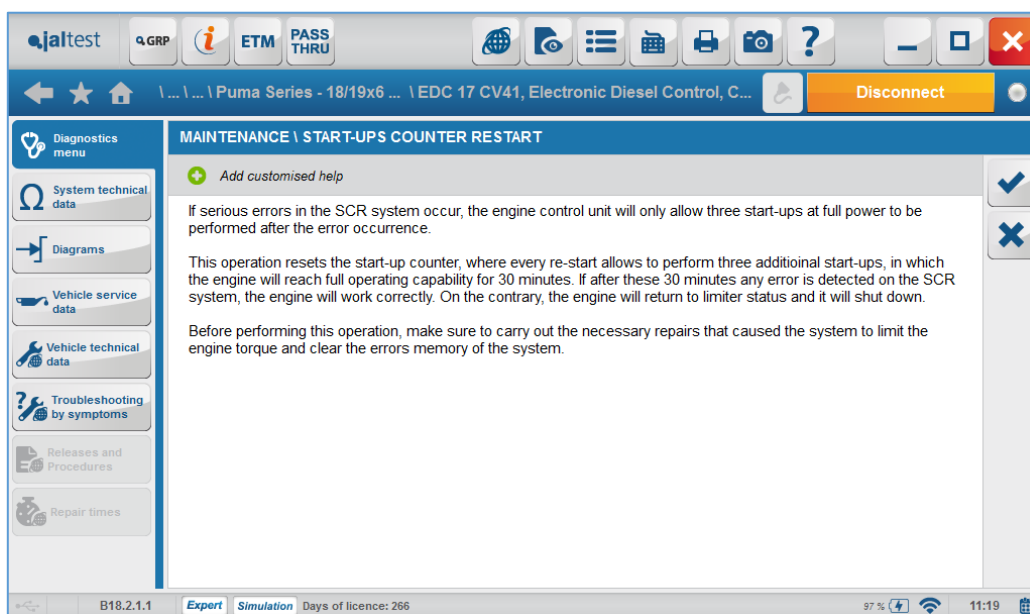 jaltest
GRP
i
ETM
PASS
THRU
?
\ ... \ ... \ Puma Series - 18/19x6 ... \ EDC 17 CV41, Electronic Diesel Control, C...
Disconnect
Diagnostics
menu
System technical
data
Diagrams
Vehicle service
data
Vehicle technical
data
Troubleshooting
by symptoms
Releases and
Procedures
Repair times
MAINTENANCE \ START-UPS COUNTER RESTART
Add customised help
If serious errors in the SCR system occur, the engine control unit will only allow three start-ups at full power to be
performed after the error occurrence.
This operation resets the start-up counter, where every re-start allows to perform three additioinal start-ups, in which
the engine will reach full operating capability for 30 minutes. If after these 30 minutes any error is detected on the SCR
system, the engine will work correctly. On the contrary, the engine will return to limiter status and it will shut down.
Before performing this operation, make sure to carry out the necessary repairs that caused the system to limit the
engine torque and clear the errors memory of the system.
B18.2.1.1
Expert
Simulation
Days of licence: 266
97 %
11:19